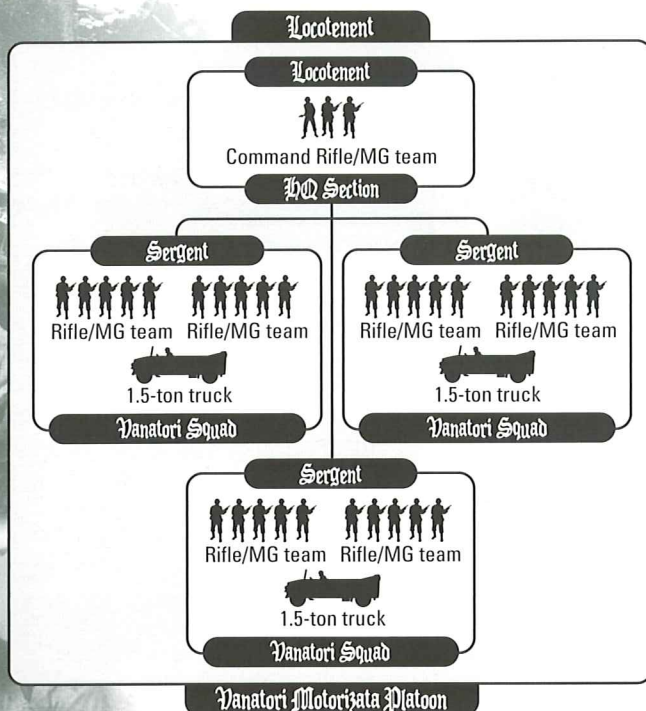 Locotenent
Locotenent
Command Rifle/MG team
HQ Section
Sergent
Rifle/MG team Rifle/MG team
1.5-ton truck
Vanatori Squad
Sergent
Rifle/MG team Rifle/MG team
1.5-ton truck
Vanatori Squad
Sergent
Rifle/MG team Rifle/MG team
1.5-ton truck
Vanatori Squad
Vanatori Motorizata Platoon